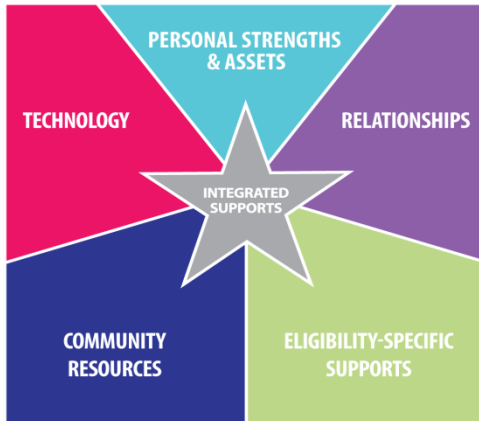 PERSONAL STRENGTHS
& ASSETS
TECHNOLOGY
RELATIONSHIPS
INTEGRATED
SUPPORTS
COMMUNITY
RESOURCES
ELIGIBILITY-SPECIFIC
SUPPORTS